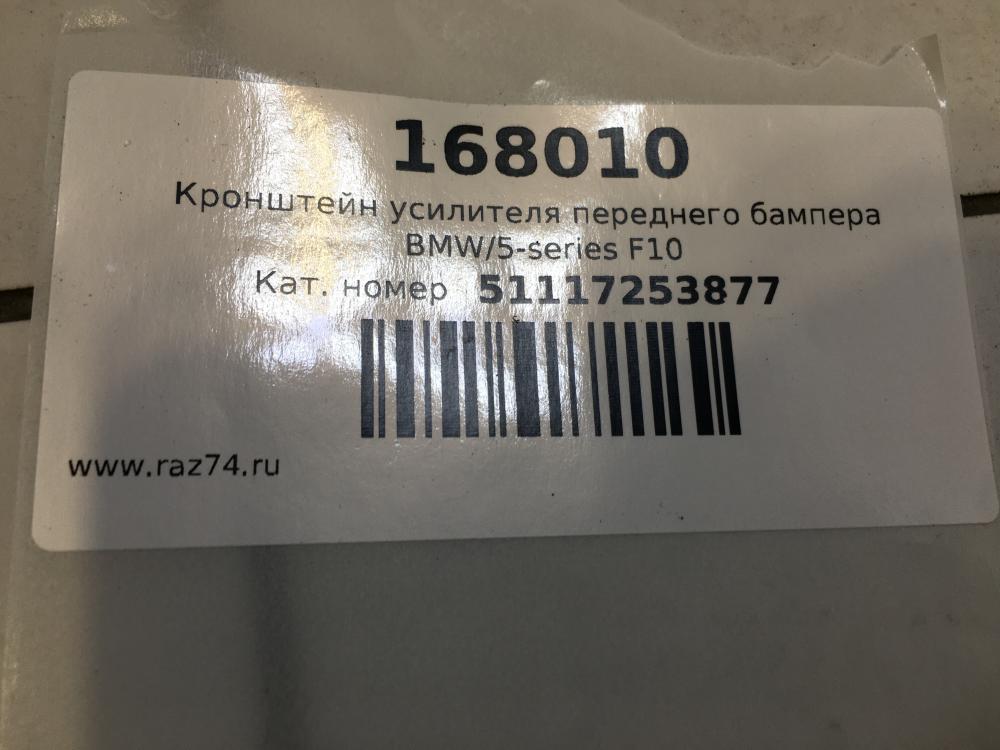 168010
Кронштейн усилителя переднего бампера
BMW/5-series F10
Кат. номер 51117253877
www.raz74.ru